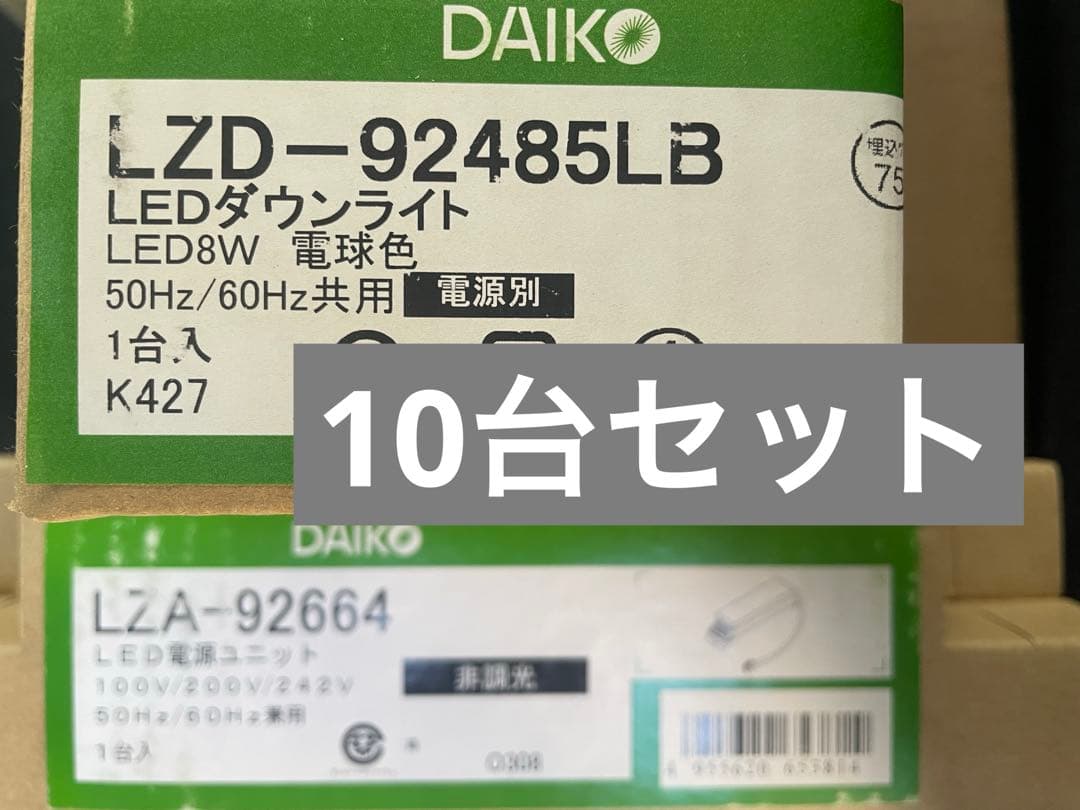 DAIKO
LZD-92485LB
埋込穴
75
LEDダウンライト
LED8W 電球色
50Hz/60Hz共用 電源別
1台入
K427
10台セット
DAIKO
LZA-92664
LED電源ユニット
100V/200V/242V
非調光
50Hz/60Hz兼用
1台入